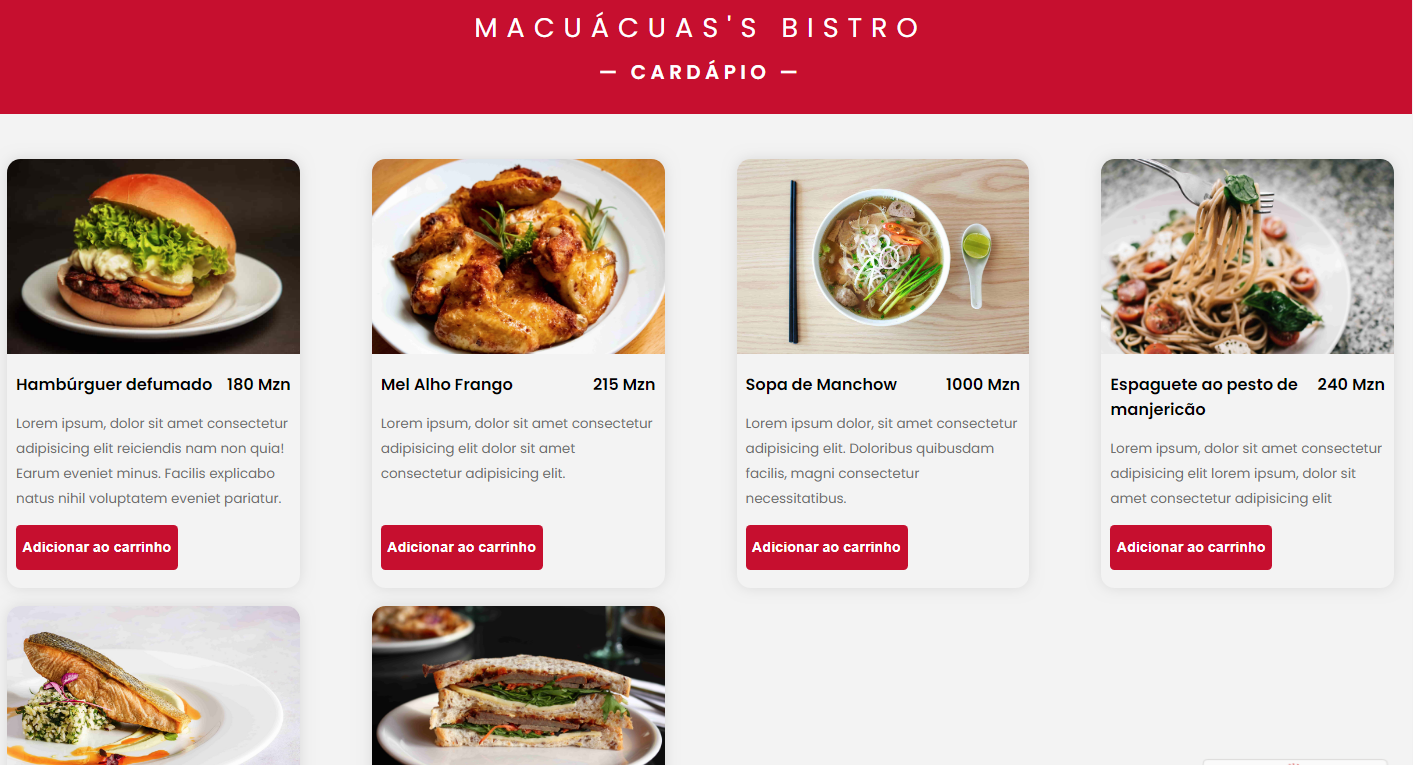 MACUÁCUAS'S BISTRO
— CARDÁPIO —
Hambúrguer defumado 180 Mzn
Lorem ipsum, dolor sit amet consectetur
adipisicing elit reiciendis nam non quia!
Earum eveniet minus. Facilis explicabo
natus nihil voluptatem eveniet pariatur.
Adicionar ao carrinho
Mel Alho Frango 215 Mzn
Lorem ipsum, dolor sit amet consectetur
adipisicing elit dolor sit amet
consectetur adipisicing elit.
Adicionar ao carrinho
Sopa de Manchow 1000 Mzn
Lorem ipsum dolor, sit amet consectetur
adipisicing elit. Doloribus quibusdam
facilis, magni consectetur
necessitatibus.
Adicionar ao carrinho
Espaguete ao pesto de 240 Mzn
manjericão
Lorem ipsum, dolor sit amet consectetur
adipisicing elit lorem ipsum, dolor sit
amet consectetur adipisicing elit
Adicionar ao carrinho